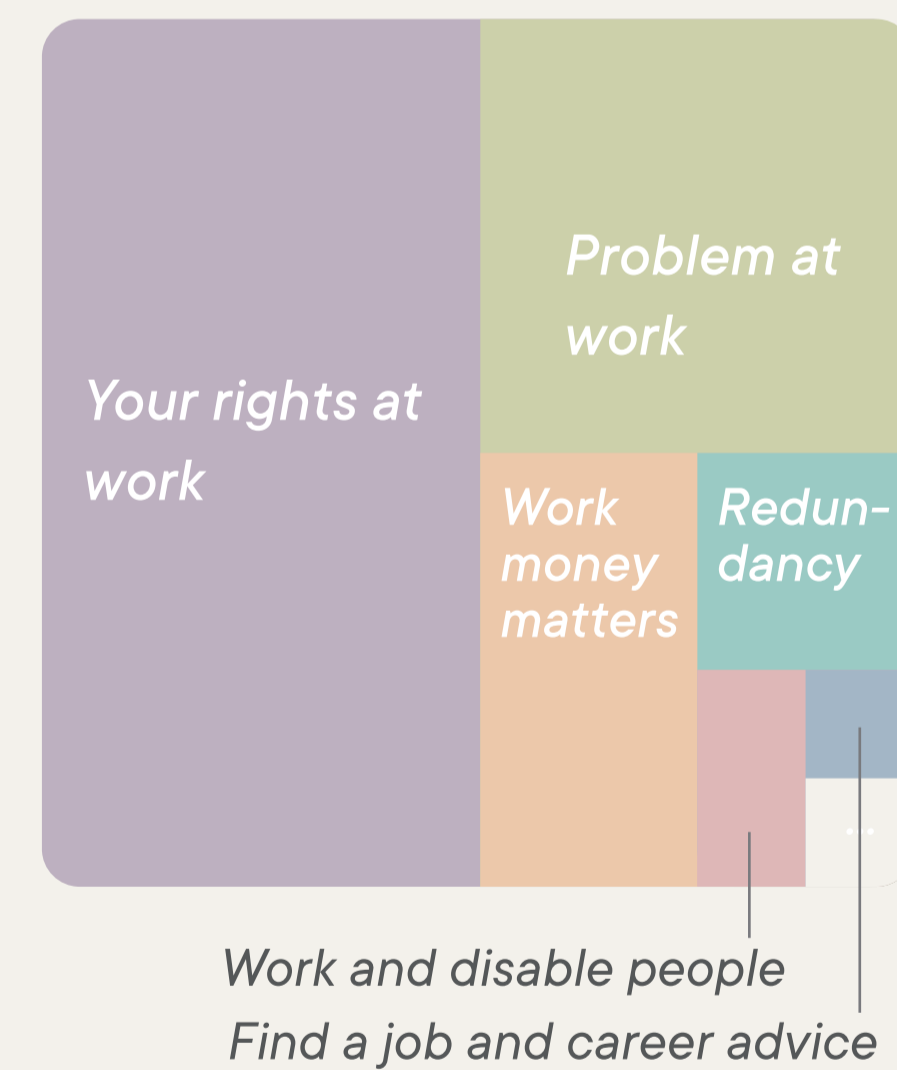 Your rights at
work
Problem at
work
Work
money
matters
Redun-
dancy
...
Work and disable people
Find a job and career advice